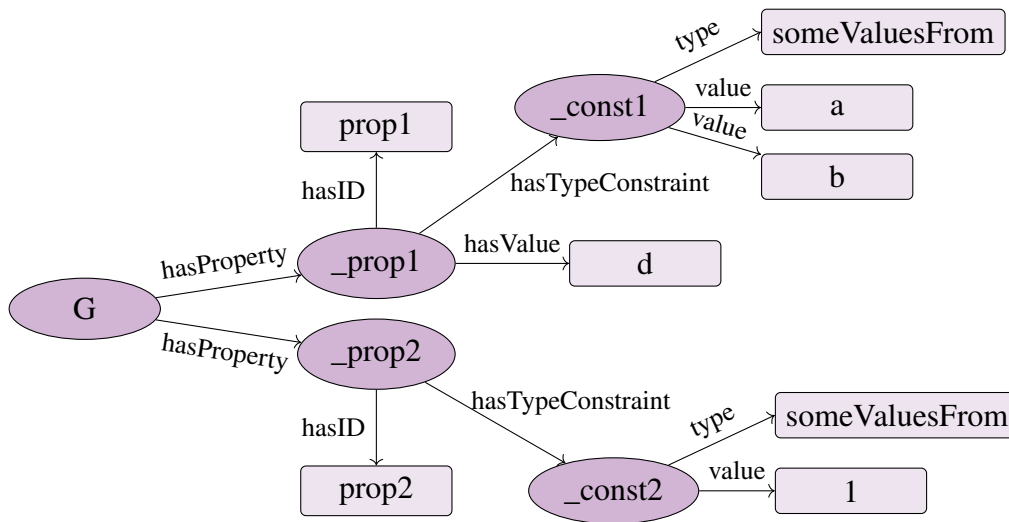 type
someValuesFrom
_const1
value
a
value
b
prop1
hasID
hasTypeConstraint
hasProperty
_prop1
hasValue
d
G
hasProperty
_prop2
hasTypeConstraint
hasID
type
someValuesFrom
prop2
_const2
value
1